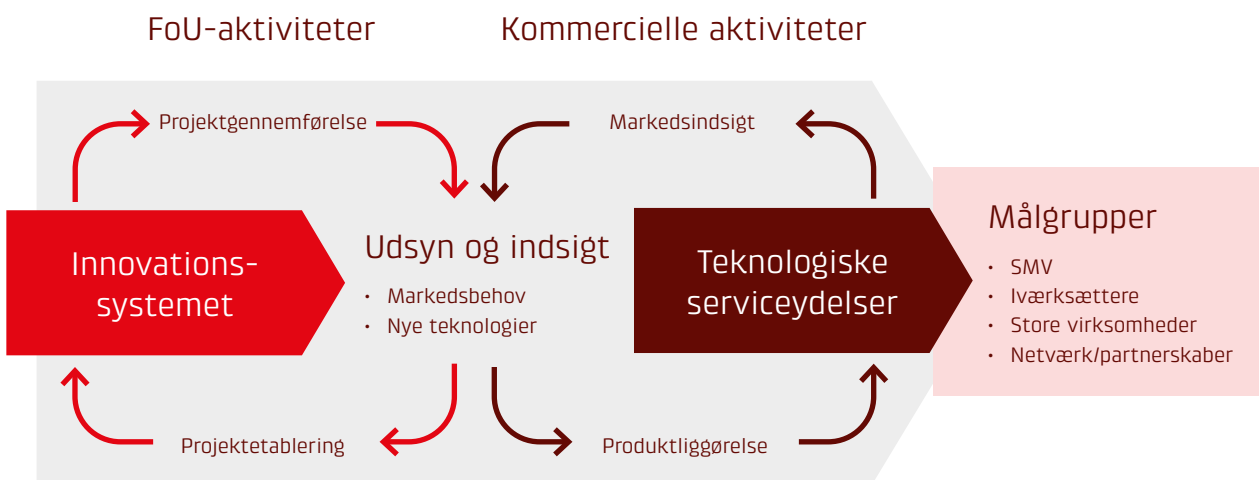 FoU-aktiviteter
Kommercielle aktiviteter
Projektgennemførelse
Markedsindsigt
Innovations-
systemet
Udsyn og indsigt
• Markedsbehov
• Nye teknologier
Teknologiske
serviceydelser
Målgrupper
• SMV
• Iværksættere
• Store virksomheder
• Netværk/partnerskaber
Projektetablering
Produktliggørelse